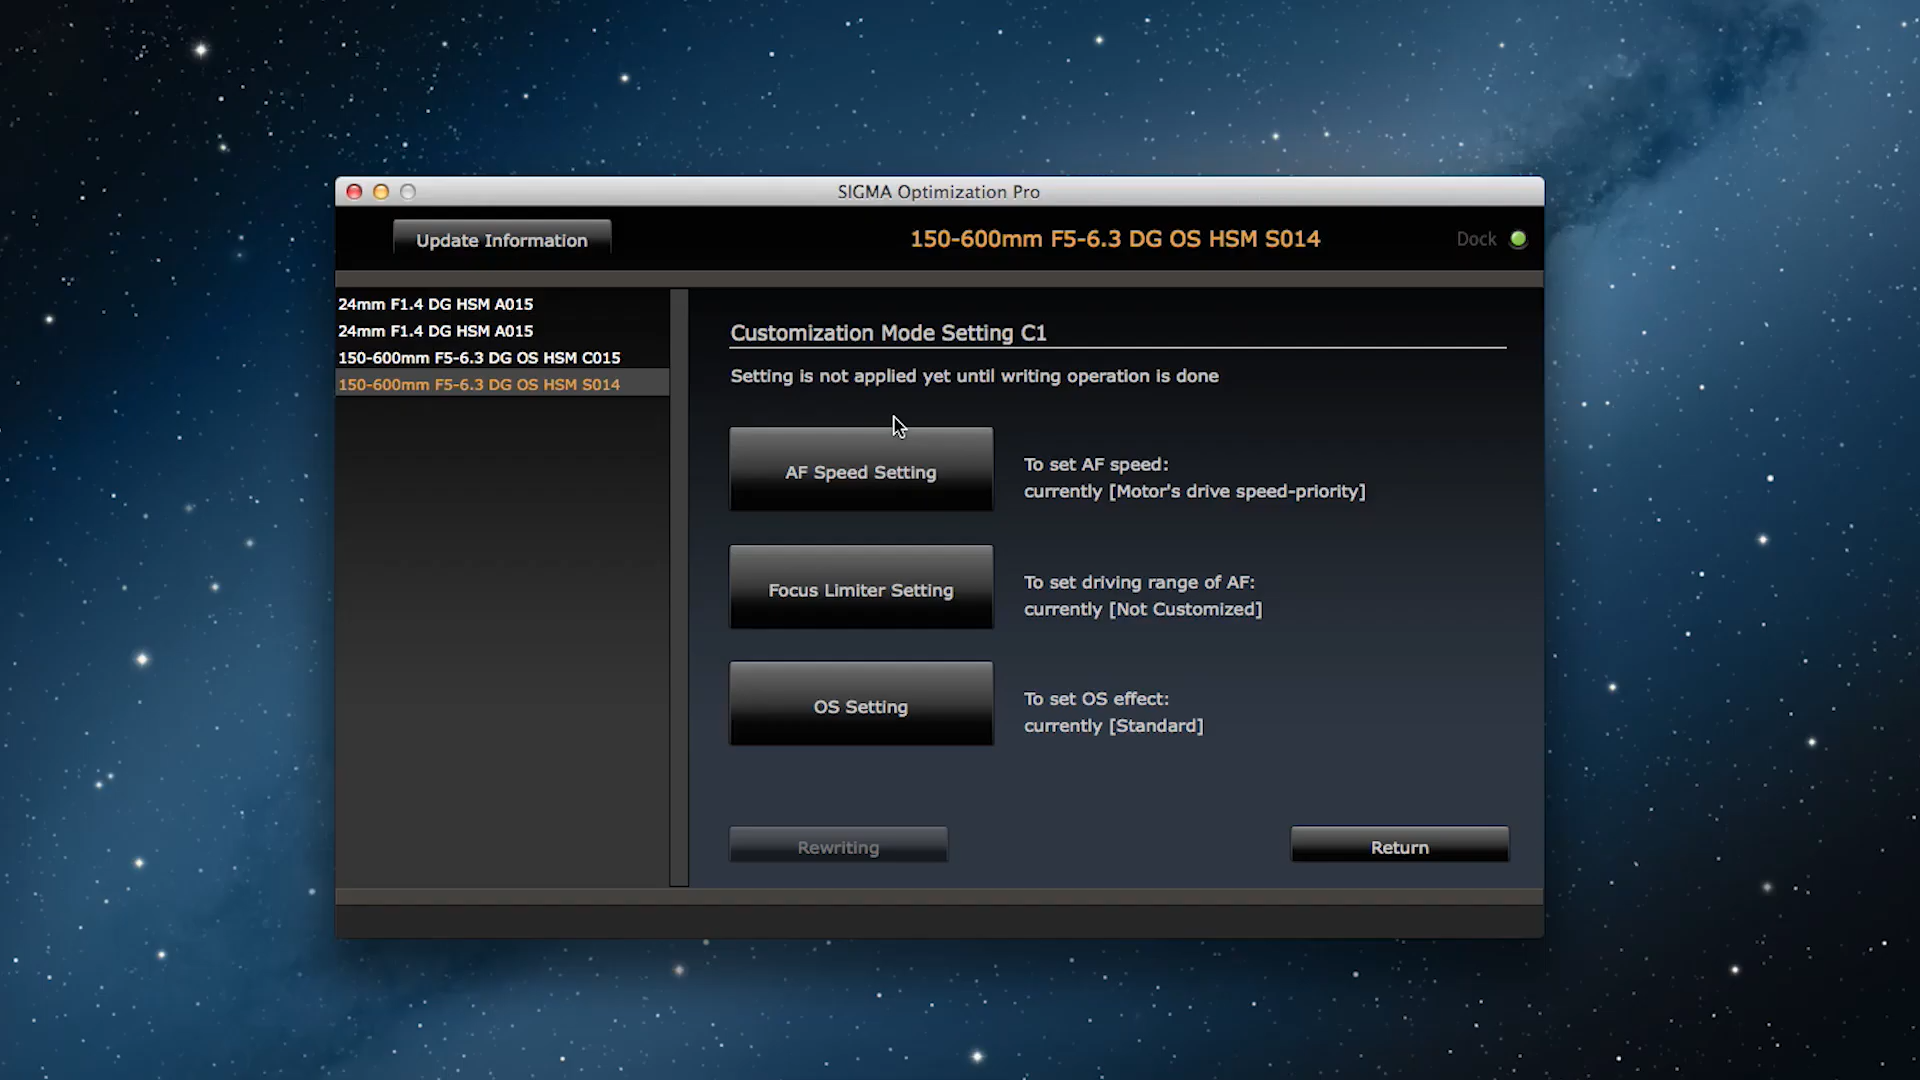 SIGMA Optimization Pro
Update Information
150-600mm F5-6.3 DG OS HSM S014
Dock
24mm F1.4 DG HSM A015
24mm F1.4 DG HSM A015
150-600mm F5-6.3 DG OS HSM C015
150-600mm F5-6.3 DG OS HSM S014
Customization Mode Setting C1
Setting is not applied yet until writing operation is done
AF Speed Setting
To set AF speed:
currently [Motor's drive speed-priority]
Focus Limiter Setting
To set driving range of AF:
currently [Not Customized]
OS Setting
To set OS effect:
currently [Standard]
Rewriting
Return